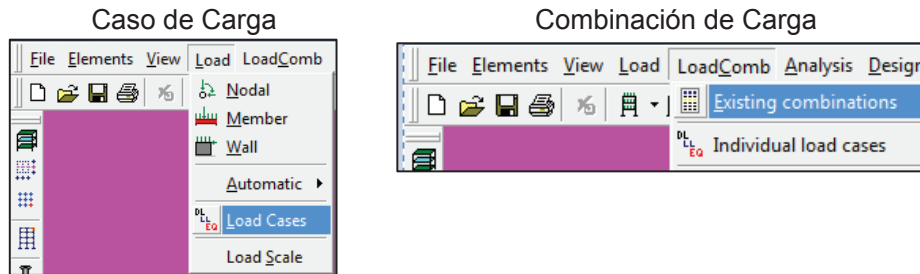 Caso de Carga
File Elements View Load LoadComb
Nodal
Member
Wall
Automatic
DL LL EQ Load Cases
Load Scale
Combinación de Carga
File Elements View Load LoadComb Analysis Design
Existing combinations
DL LL EQ Individual load cases